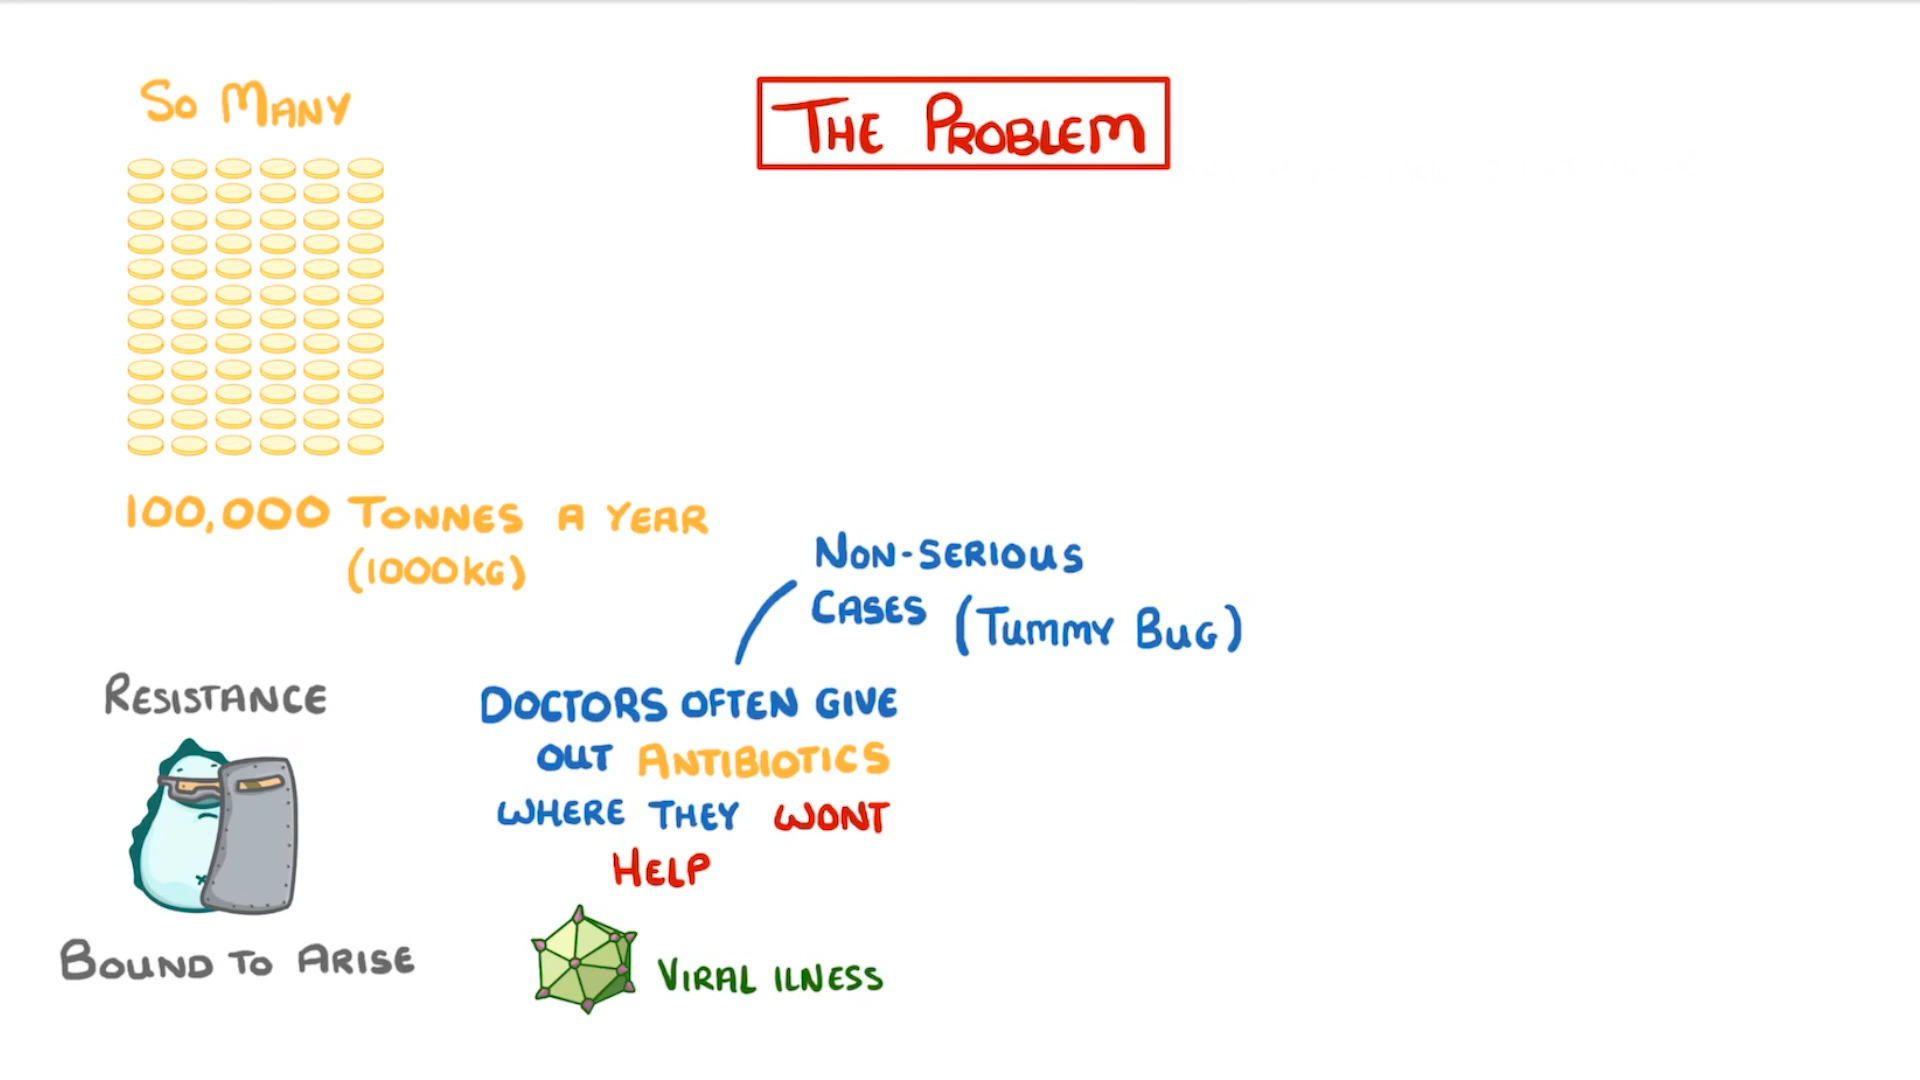 The Problem
So Many
100,000 Tonnes a year
(1000kg)
Non-serious
cases (Tummy Bug)
Resistance
Doctors often give
out Antibiotics
where they wont
Help
Bound to Arise
Viral ilness